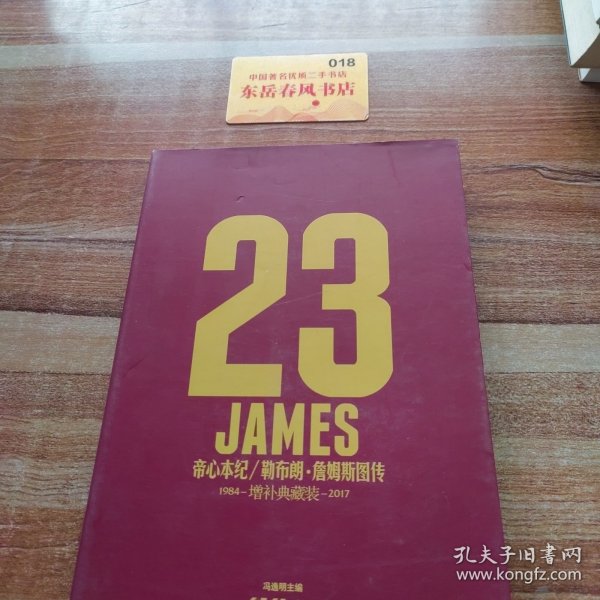 018
中国著名优质二手书店
东岳春风书店
23
JAMES
帝心本纪/勒布朗·詹姆斯图传
1984-增补典藏装-2017
冯逸明主编
孔夫子旧书网
www.kongfz.com